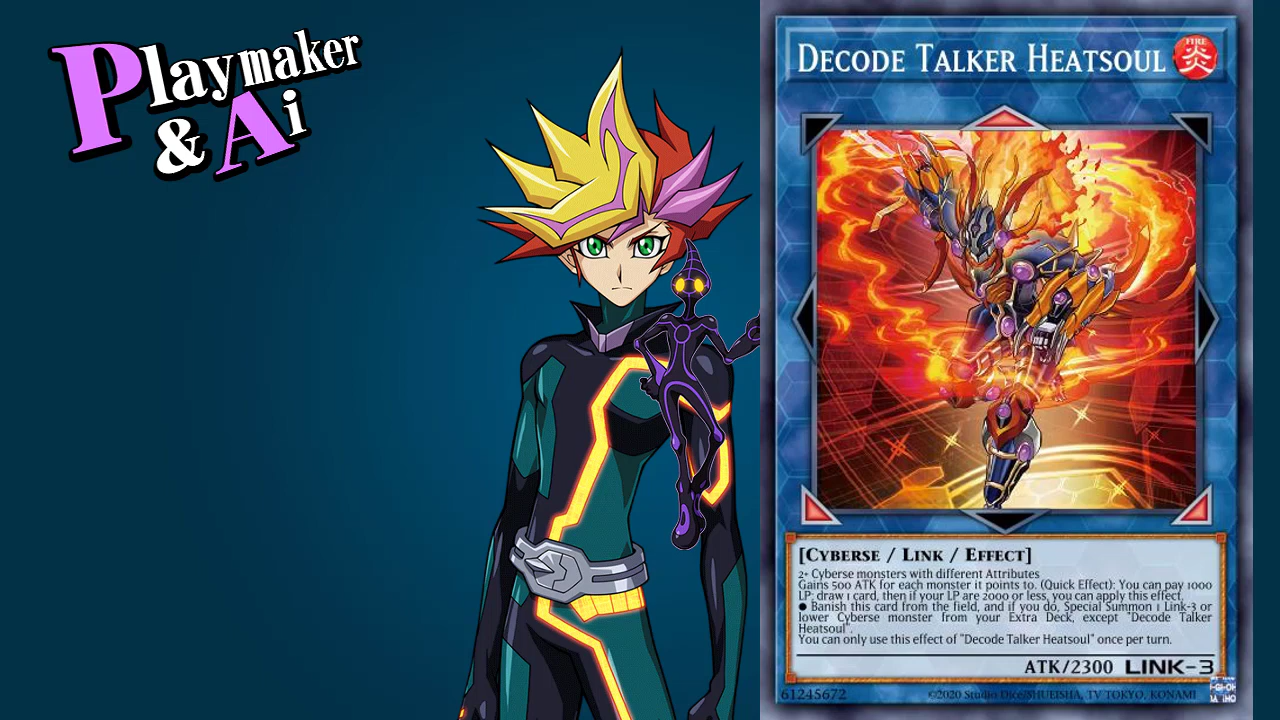 Playmaker
& Ai
DECODE TALKER HEATSOUL
FIRE
炎
[CYBERSE / LINK / EFFECT]
2+ Cyberse monsters with different Attributes
Gains 500 ATK for each monster it points to. (Quick Effect): You can pay 1000
LP; draw 1 card, then if your LP are 2000 or less, you can apply this effect.
● Banish this card from the field, and if you do, Special Summon 1 Link-3 or
lower Cyberse monster from your Extra Deck, except "Decode Talker
Heatsoul".
You can only use this effect of "Decode Talker Heatsoul" once per turn.
ATK/2300 LINK-3
61245672 ©2020 Studio Dice/SHUEISHA, TV TOKYO, KONAMI